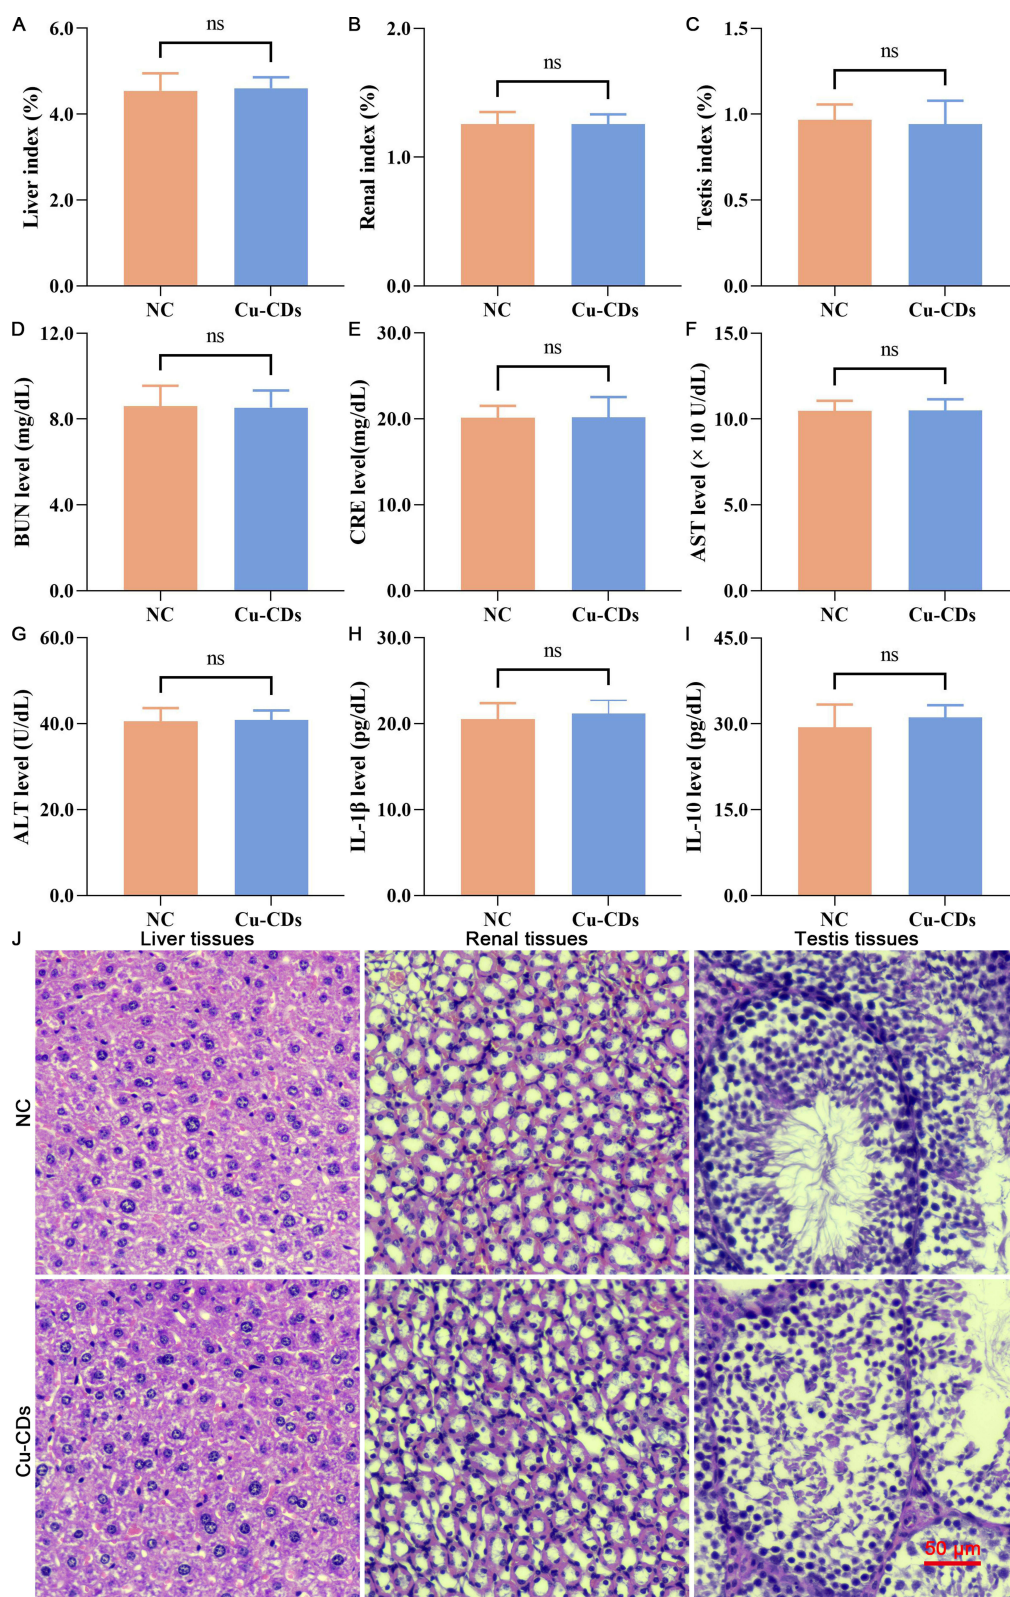 A
6.0
4.0
2.0
0.0
Liver index (%)
ns
NC
Cu-CDs
B
2.0
1.0
0.0
Renal index (%)
ns
NC
Cu-CDs
C
1.5
1.0
0.5
0.0
Testis index (%)
ns
NC
Cu-CDs
D
12.0
8.0
4.0
0.0
BUN level (mg/dL)
ns
NC
Cu-CDs
E
30.0
20.0
10.0
0.0
CRE level(mg/dL)
ns
NC
Cu-CDs
F
15.0
10.0
5.0
0.0
AST level (× 10 U/dL)
ns
NC
Cu-CDs
G
60.0
40.0
20.0
0.0
ALT level (U/dL)
ns
NC
Cu-CDs
H
30.0
20.0
10.0
0.0
IL-1β level (pg/dL)
ns
NC
Cu-CDs
I
45.0
30.0
15.0
0.0
IL-10 level (pg/dL)
ns
NC
Cu-CDs
J
Liver tissues
Renal tissues
Testis tissues
NC
Cu-CDs
50 μm